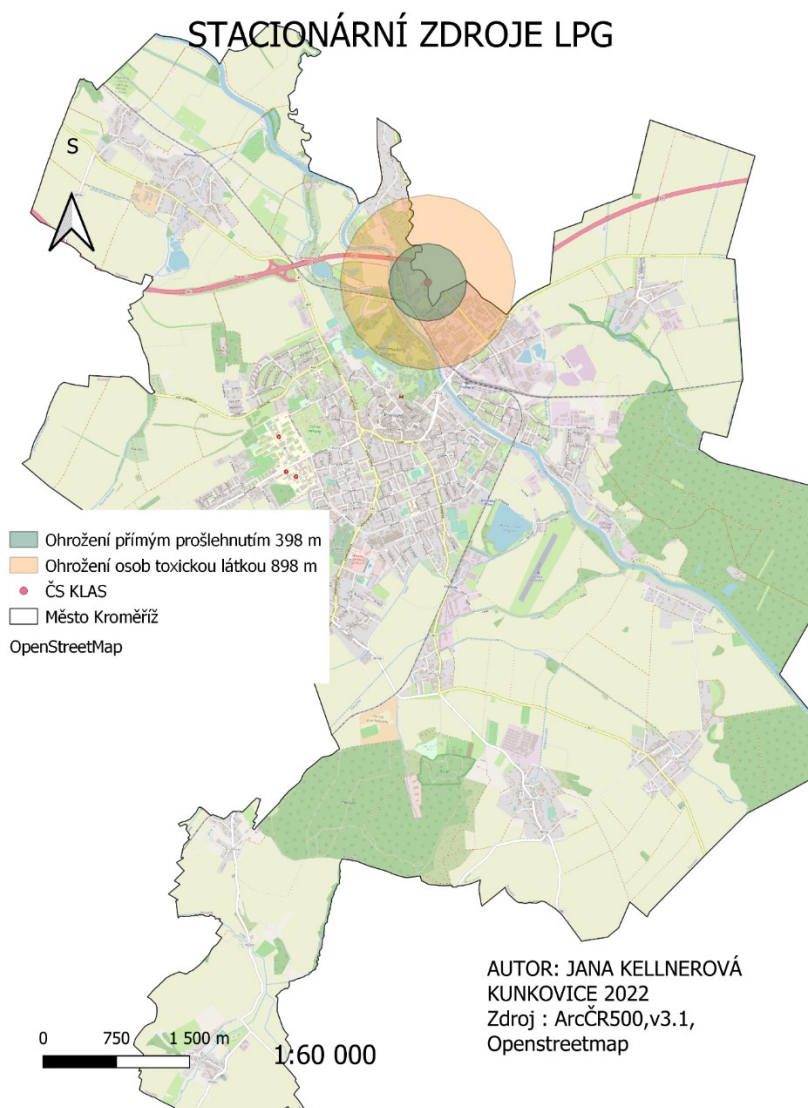 STACIONÁRNÍ ZDROJE LPG
S
Ohrožení přímým prošlehnutím 398 m
Ohrožení osob toxickou látkou 898 m
ČS KLAS
Město Kroměříž
OpenStreetMap
AUTOR: JANA KELLNEROVÁ
KUNKOVICE 2022
Zdroj : ArcČR500,v3.1,
Openstreetmap
0 750 1 500 m
1:60 000